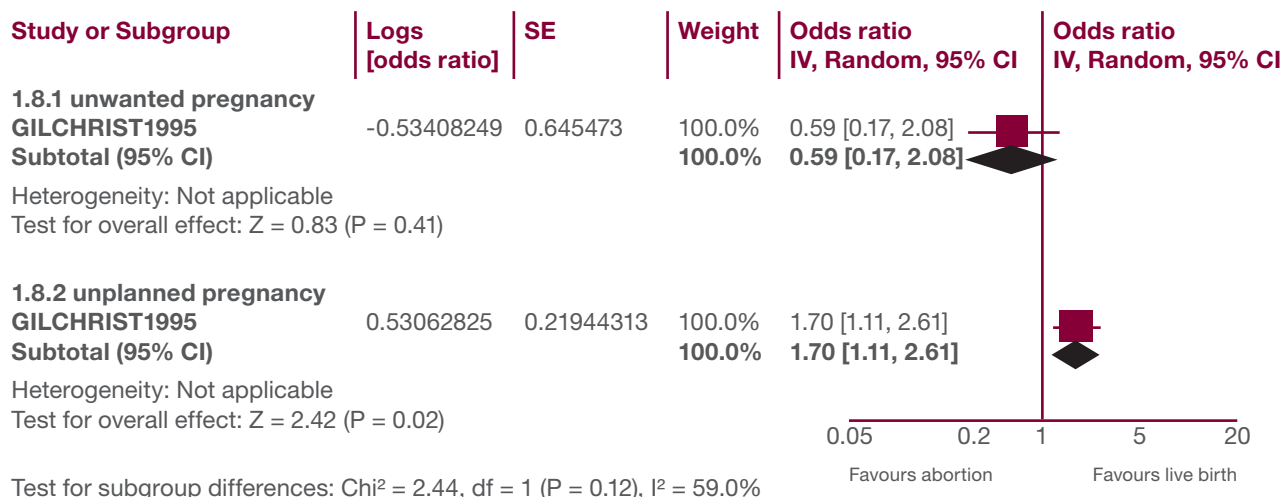 Study or Subgroup Logs SE Weight Odds ratio Odds ratio
[odds ratio] IV, Random, 95% CI IV, Random, 95% CI
1.8.1 unwanted pregnancy
GILCHRIST1995 -0.53408249 0.645473 100.0% 0.59 [0.17, 2.08]
Subtotal (95% CI) 100.0% 0.59 [0.17, 2.08]
Heterogeneity: Not applicable
Test for overall effect: Z = 0.83 (P = 0.41)
1.8.2 unplanned pregnancy
GILCHRIST1995 0.53062825 0.21944313 100.0% 1.70 [1.11, 2.61]
Subtotal (95% CI) 100.0% 1.70 [1.11, 2.61]
Heterogeneity: Not applicable
Test for overall effect: Z = 2.42 (P = 0.02)
0.05 0.2 1 5 20
Favours abortion Favours live birth
Test for subgroup differences: Chi² = 2.44, df = 1 (P = 0.12), I² = 59.0%